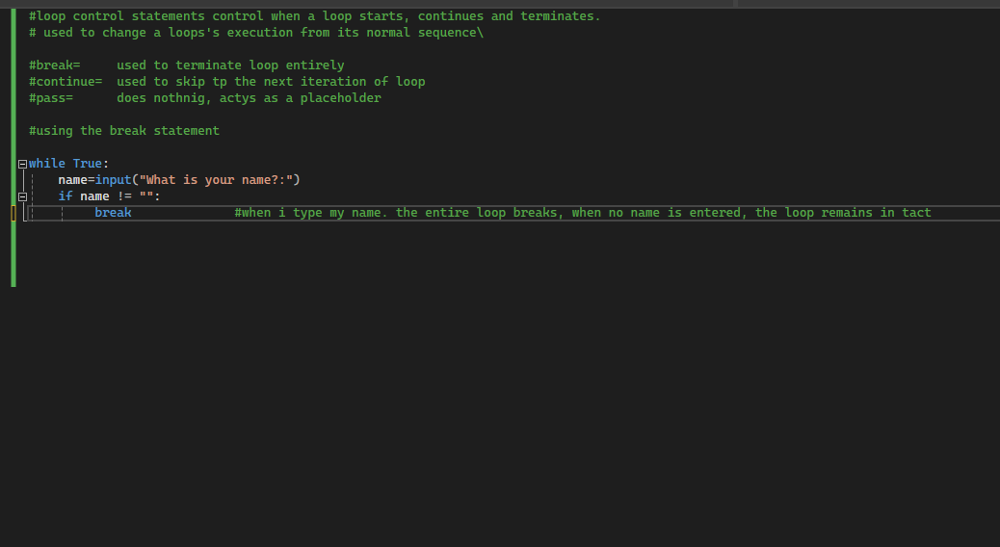 #loop control statements control when a loop starts, continues and terminates.
# used to change a loops's execution from its normal sequence\
#break=     used to terminate loop entirely
#continue=  used to skip tp the next iteration of loop
#pass=      does nothnig, actys as a placeholder
#using the break statement
while True:
    name=input("What is your name?:")
    if name != "":
         break              #when i type my name. the entire loop breaks, when no name is entered, the loop remains in tact